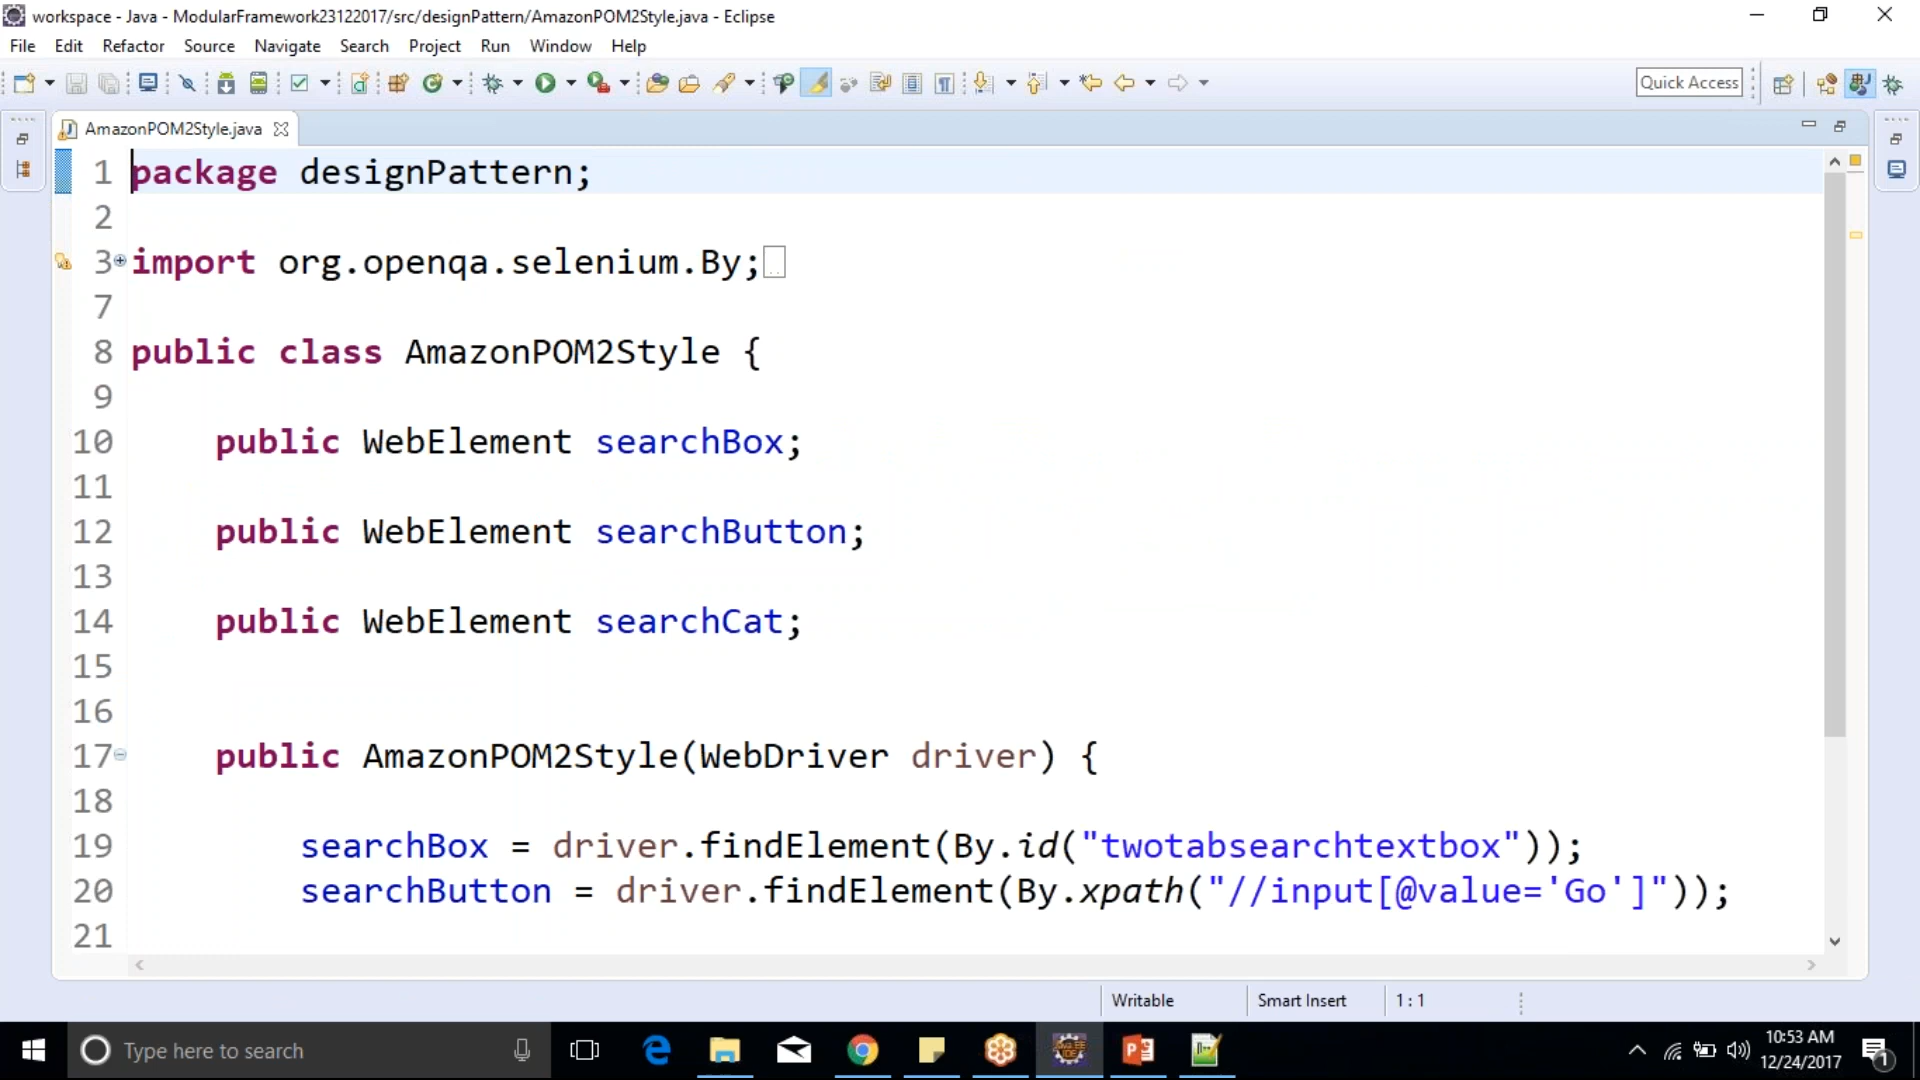 workspace - Java - ModularFramework23122017/src/designPattern/AmazonPOM2Style.java - Eclipse
File Edit Refactor Source Navigate Search Project Run Window Help
Quick Access
AmazonPOM2Style.java
1 package designPattern;
2
3 import org.openqa.selenium.By;
7
8 public class AmazonPOM2Style {
9
10 public WebElement searchBox;
11
12 public WebElement searchButton;
13
14 public WebElement searchCat;
15
16
17 public AmazonPOM2Style(WebDriver driver) {
18
19 searchBox = driver.findElement(By.id("twotabsearchtextbox"));
20 searchButton = driver.findElement(By.xpath("//input[@value='Go']"));
21
Writable Smart Insert 1 : 1
Type here to search
10:53 AM
12/24/2017
1